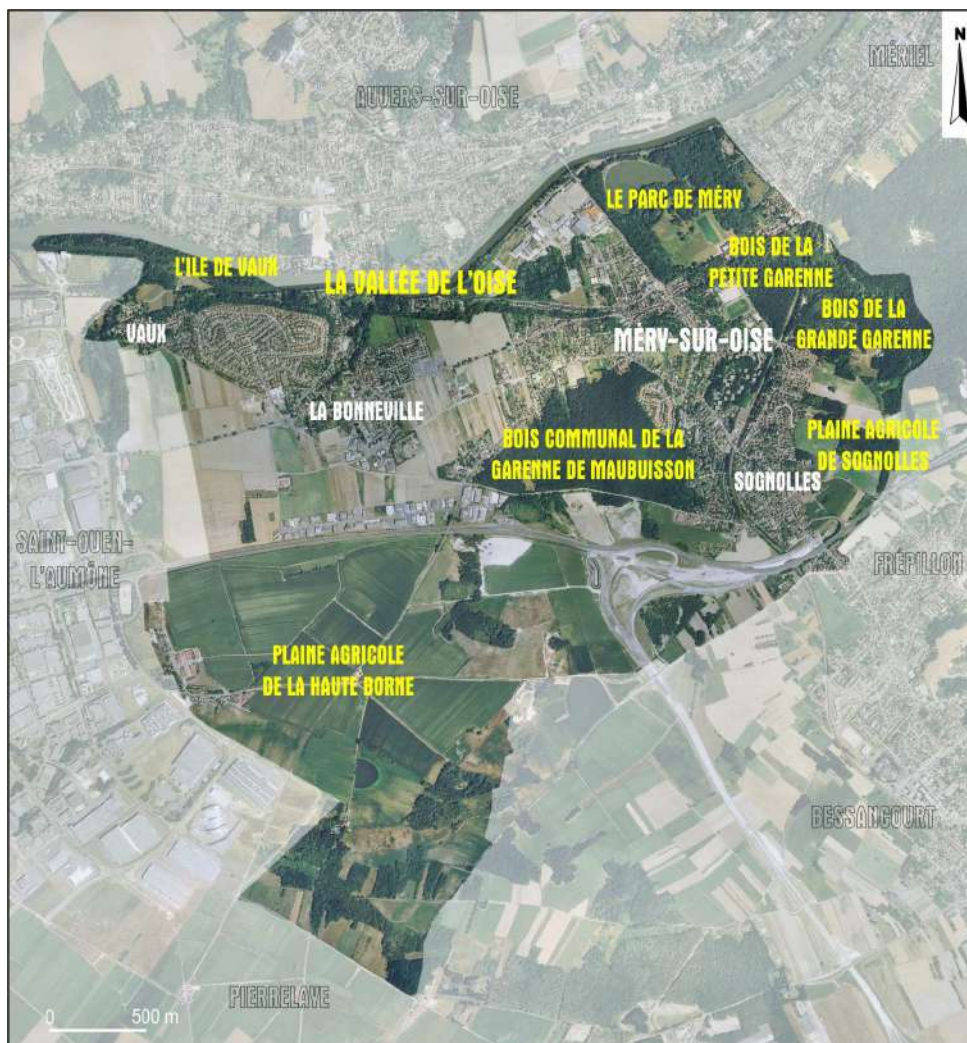 N
MÉRIEL
AUVERS-SUR-OISE
LE PARC DE MÉRY
BOIS DE LA
PETITE GARENNE
L'ILE DE VAUX
LA VALLÉE DE L'OISE
BOIS DE LA
GRANDE GARENNE
VAUX
MÉRY-SUR-OISE
LA BONNEVILLE
BOIS COMMUNAL DE LA
GARENNE DE MAUBUISSON
PLAINE AGRICOLE
DE SOGNOLLES
SOGNOLLES
SAINT-OUEN-
L'AUMÔNE
FRÉPILLON
PLAINE AGRICOLE
DE LA HAUTE BORNE
BESSANCOURT
PIERRELAYE
0 500 m